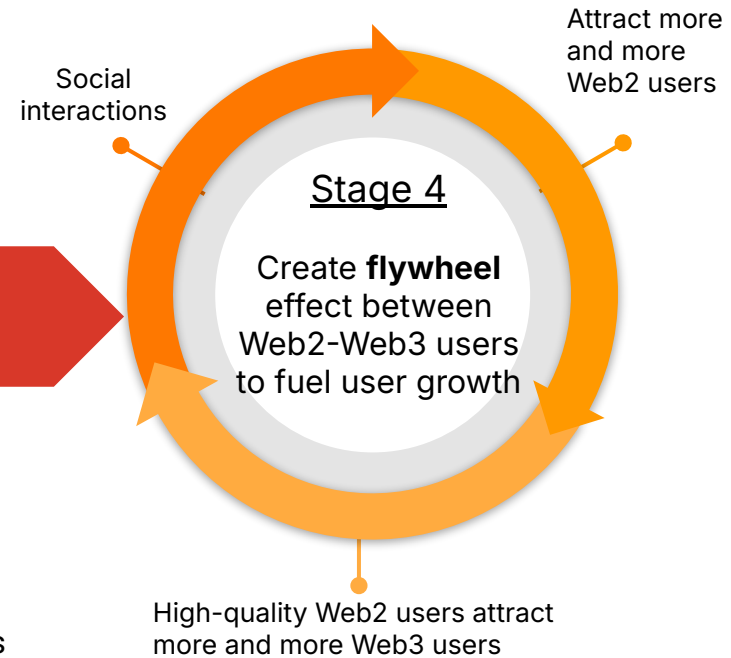 Attract more
and more
Web2 users
Social
interactions
Stage 4
Create flywheel
effect between
Web2-Web3 users
to fuel user growth
High-quality Web2 users attract
more and more Web3 users
s